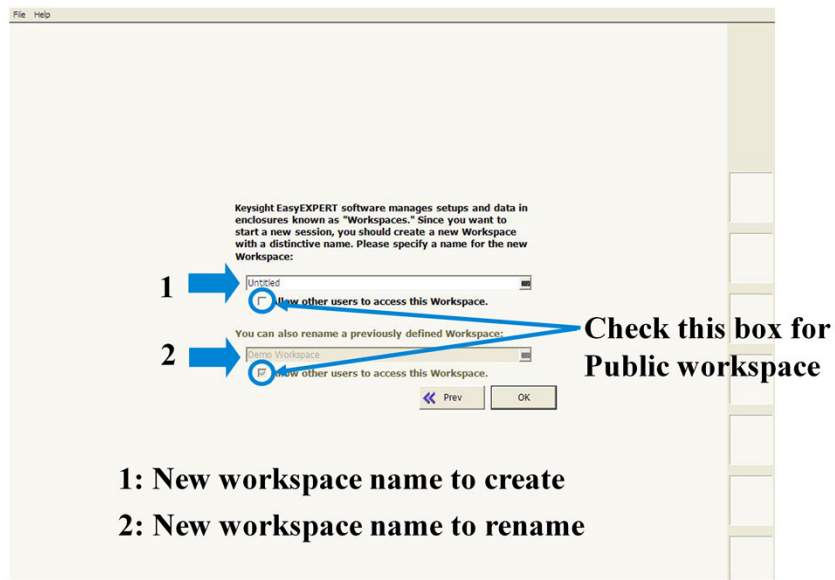 File Help
Keysight EasyEXPERT software manages setups and data in
enclosures known as "Workspaces." Since you want to
start a new session, you should create a new Workspace
with a distinctive name. Please specify a name for the new
Workspace:
1
Untitled
Allow other users to access this Workspace.
You can also rename a previously defined Workspace:
2
Demo Workspace
Allow other users to access this Workspace.
Check this box for
Public workspace
Prev OK
1: New workspace name to create
2: New workspace name to rename